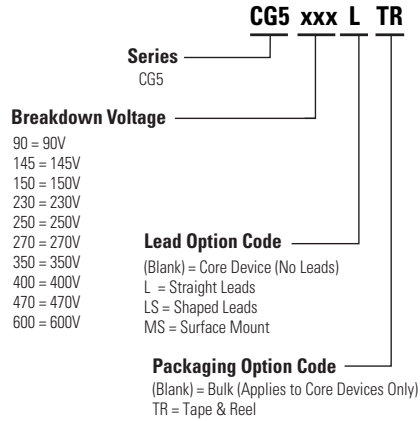 CG5 xxx L TR
Series
CG5
Breakdown Voltage
90 = 90V
145 = 145V
150 = 150V
230 = 230V
250 = 250V
270 = 270V
350 = 350V
400 = 400V
470 = 470V
600 = 600V
Lead Option Code
(Blank) = Core Device (No Leads)
L = Straight Leads
LS = Shaped Leads
MS = Surface Mount
Packaging Option Code
(Blank) = Bulk (Applies to Core Devices Only)
TR = Tape & Reel